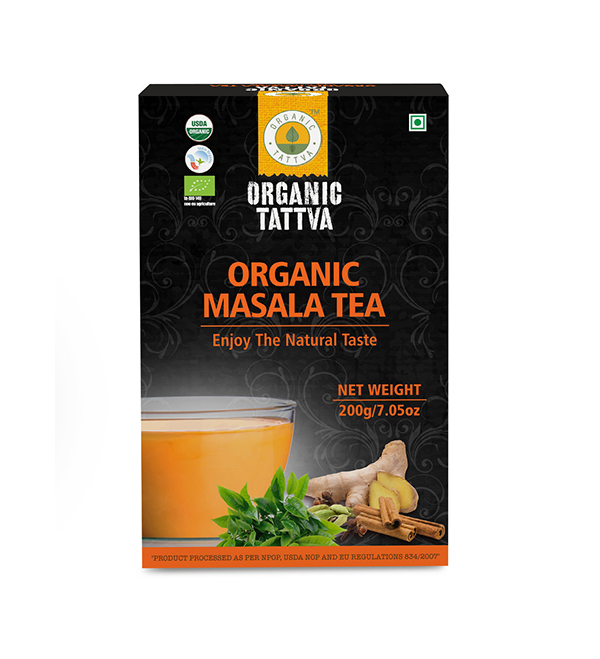 ORGANIC
TATTVA
TM
USDA
ORGANIC
ORGANIC
TATTVA
ORGANIC
MASALA TEA
Enjoy The Natural Taste
NET WEIGHT
200g/7.05oz
"PRODUCT PROCESSED AS PER NPOP, USDA NOP AND EU REGULATIONS 834/2007"